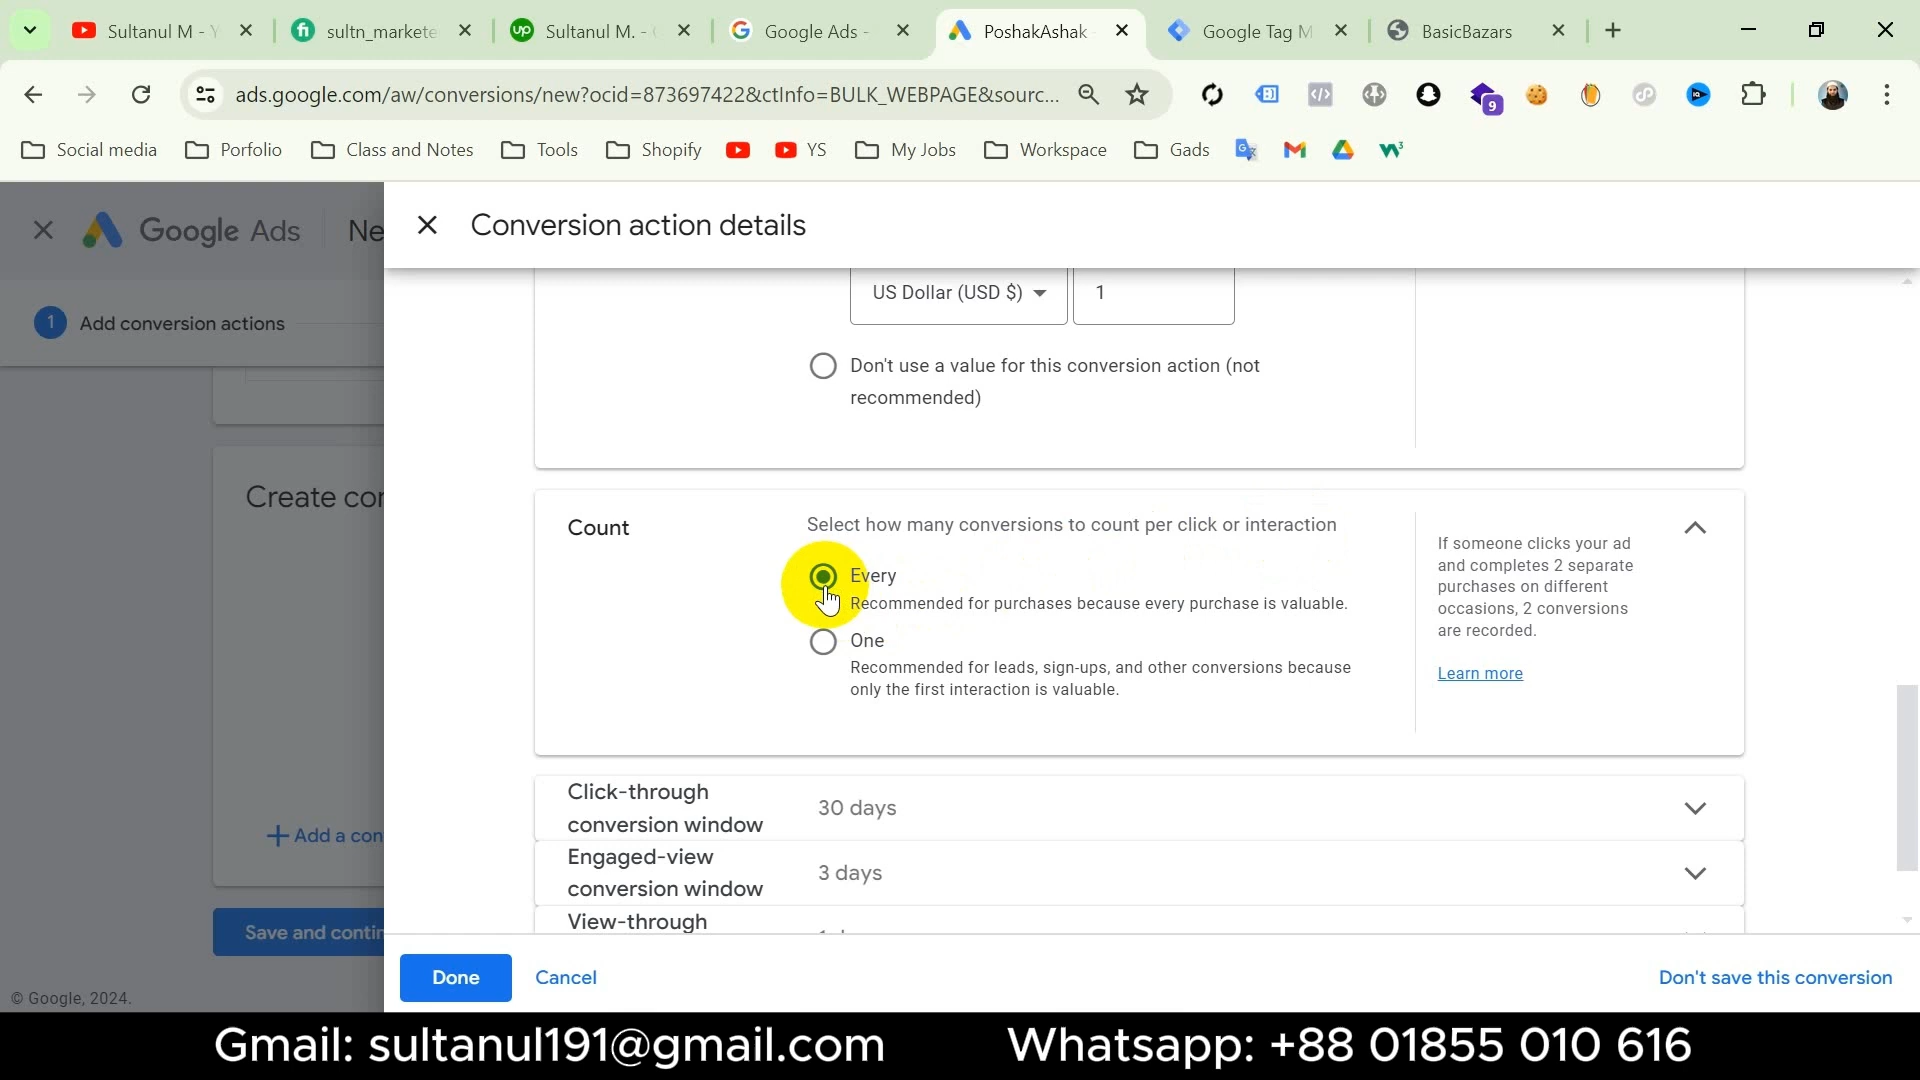 Sultanul M - Y
sultn_markete
Sultanul M. - (
Google Ads -
PoshakAshak -
Google Tag M
BasicBazars
ads.google.com/aw/conversions/new?ocid=873697422&ctInfo=BULK_WEBPAGE&sourc...
9
Social media
Porfolio
Class and Notes
Tools
Shopify
YS
My Jobs
Workspace
Gads
Google Ads
Ne
Conversion action details
1 Add conversion actions
US Dollar (USD $)
1
Don't use a value for this conversion action (not
recommended)
Create cor
Count
Select how many conversions to count per click or interaction
Every
Recommended for purchases because every purchase is valuable.
One
Recommended for leads, sign-ups, and other conversions because
only the first interaction is valuable.
If someone clicks your ad
and completes 2 separate
purchases on different
occasions, 2 conversions
are recorded.
Learn more
Click-through
conversion window
30 days
Engaged-view
conversion window
3 days
View-through
+ Add a con
Save and contin
Done
Cancel
Don't save this conversion
© Google, 2024.
Gmail: sultanul191@gmail.com
Whatsapp: +88 01855 010 616